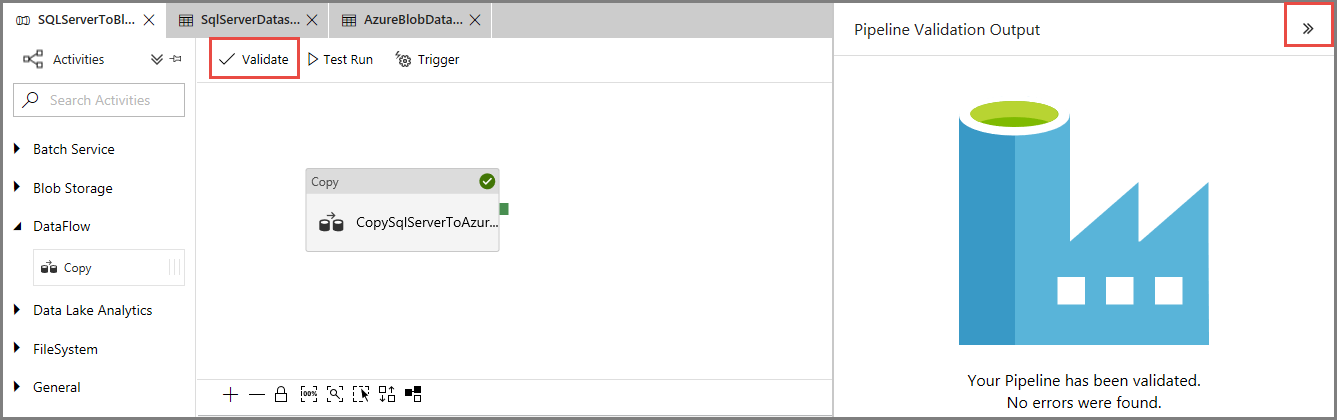 SQLServerToBl...
SqlServerDatas...
AzureBlobData...
Activities
Search Activities
Batch Service
Blob Storage
DataFlow
Copy
Data Lake Analytics
FileSystem
General
Validate
Test Run
Trigger
Copy
CopySqlServerToAzur...
100%
Pipeline Validation Output
Your Pipeline has been validated.
No errors were found.